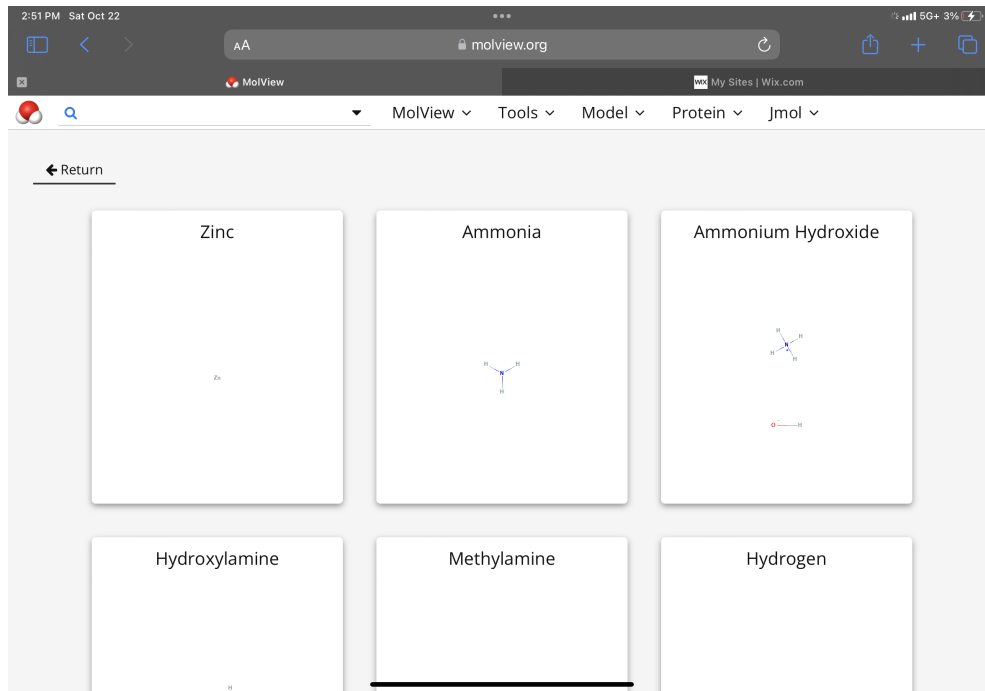 2:51 PM Sat Oct 22 5G+ 3%
AA molview.org
MolView WIX My Sites | Wix.com
MolView Tools Model Protein Jmol
Return
Zinc Ammonia Ammonium Hydroxide
Zn
H H
N
H
H H
N
+
H H
O - H
Hydroxylamine Methylamine Hydrogen
H